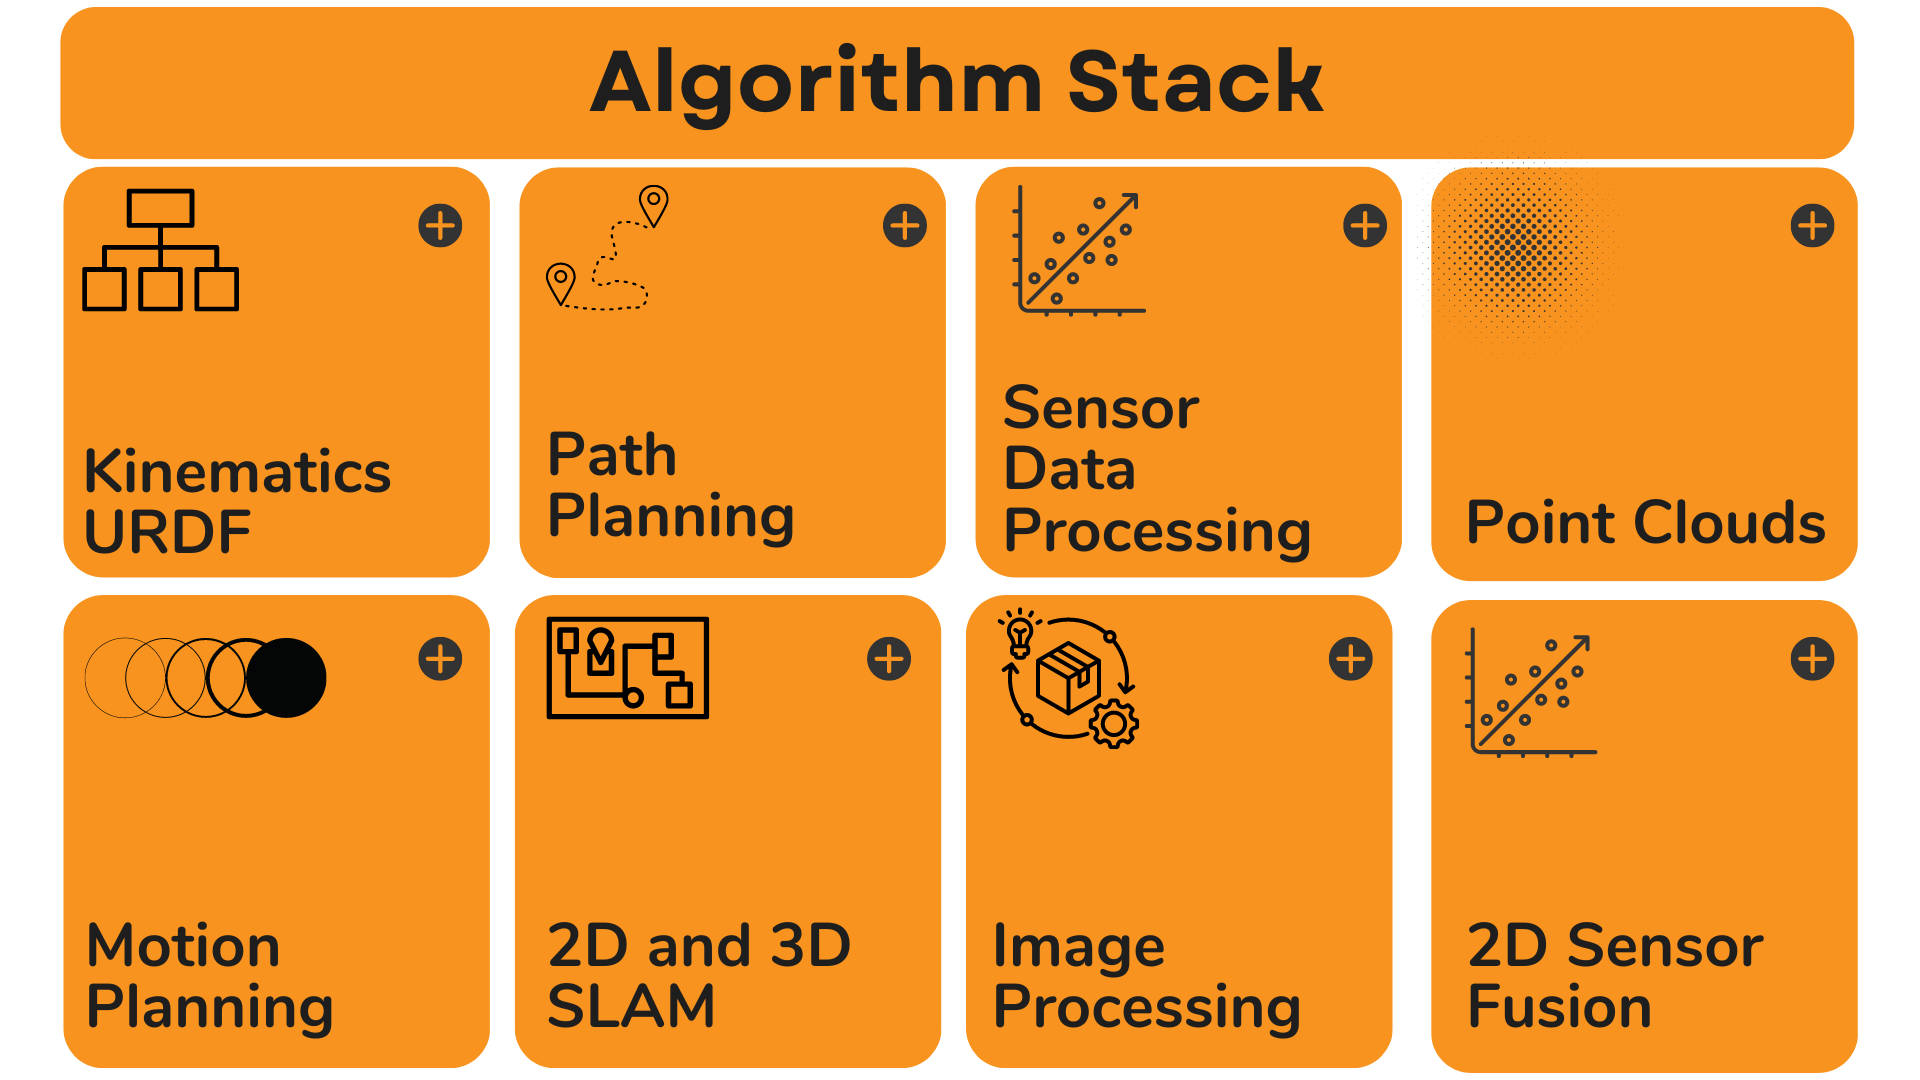 Algorithm Stack
Kinematics
URDF
Path
Planning
Sensor
Data
Processing
Point Clouds
Motion
Planning
2D and 3D
SLAM
Image
Processing
2D Sensor
Fusion